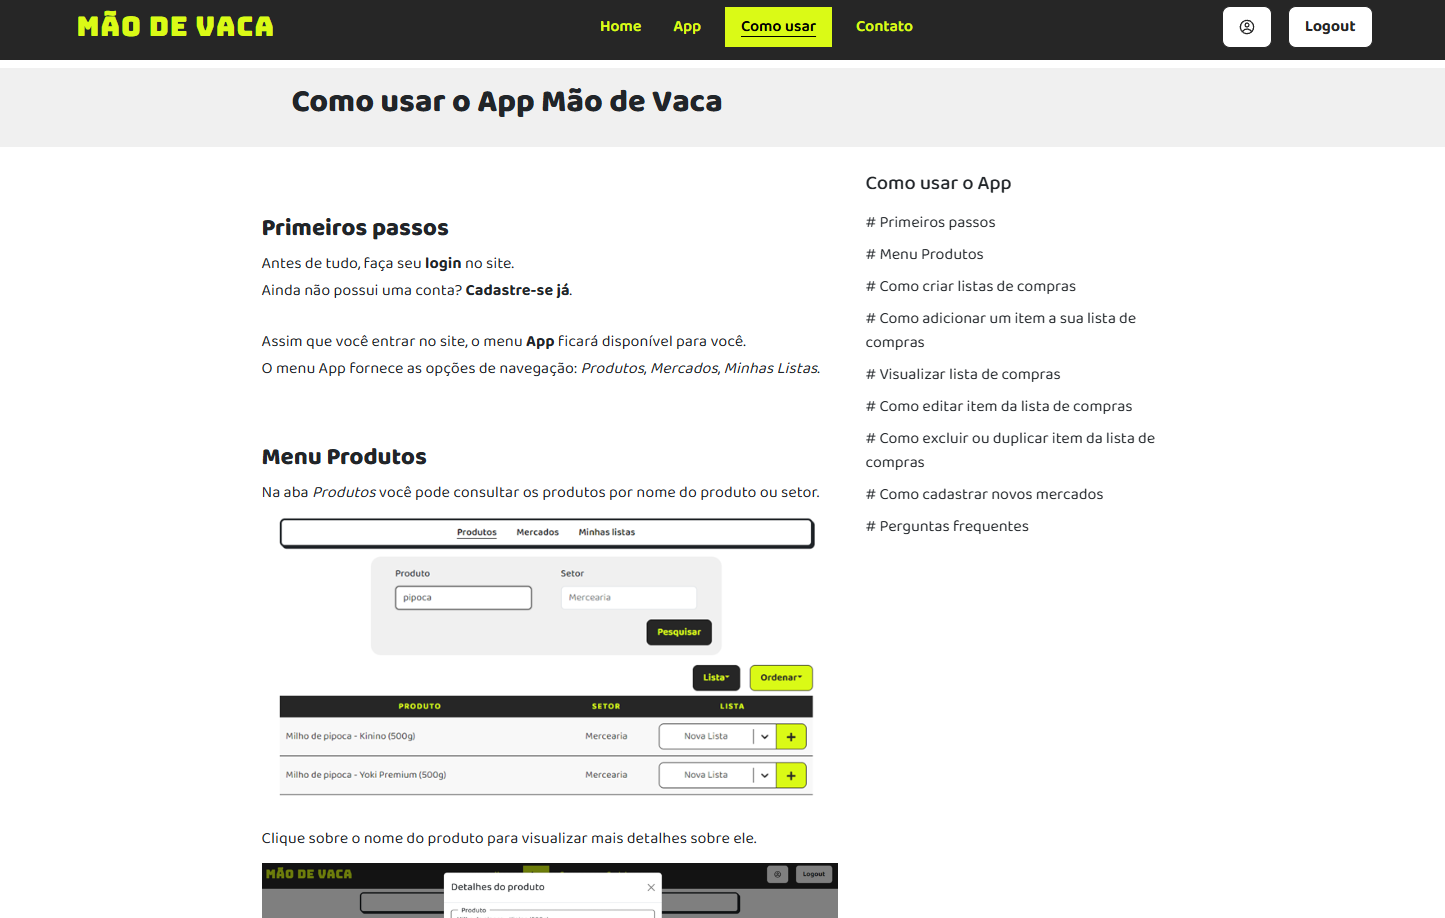 MÃO DE VACA
Home App Como usar Contato
Logout
Como usar o App Mão de Vaca
Primeiros passos
Antes de tudo, faça seu login no site.
Ainda não possui uma conta? Cadastre-se já.
Assim que você entrar no site, o menu App ficará disponível para você.
O menu App fornece as opções de navegação: Produtos, Mercados, Minhas Listas.
Menu Produtos
Na aba Produtos você pode consultar os produtos por nome do produto ou setor.
Produtos Mercados Minhas listas
Produto Setor
pipoca Mercearia
Pesquisar
Lista Ordenar
PRODUTO SETOR LISTA
Milho de pipoca - Kinino (500g) Mercearia Nova Lista +
Milho de pipoca - Yoki Premium (500g) Mercearia Nova Lista +
Clique sobre o nome do produto para visualizar mais detalhes sobre ele.
MÃO DE VACA Logout
Detalhes do produto
Produto
Como usar o App
# Primeiros passos
# Menu Produtos
# Como criar listas de compras
# Como adicionar um item a sua lista de
compras
# Visualizar lista de compras
# Como editar item da lista de compras
# Como excluir ou duplicar item da lista de
compras
# Como cadastrar novos mercados
# Perguntas frequentes